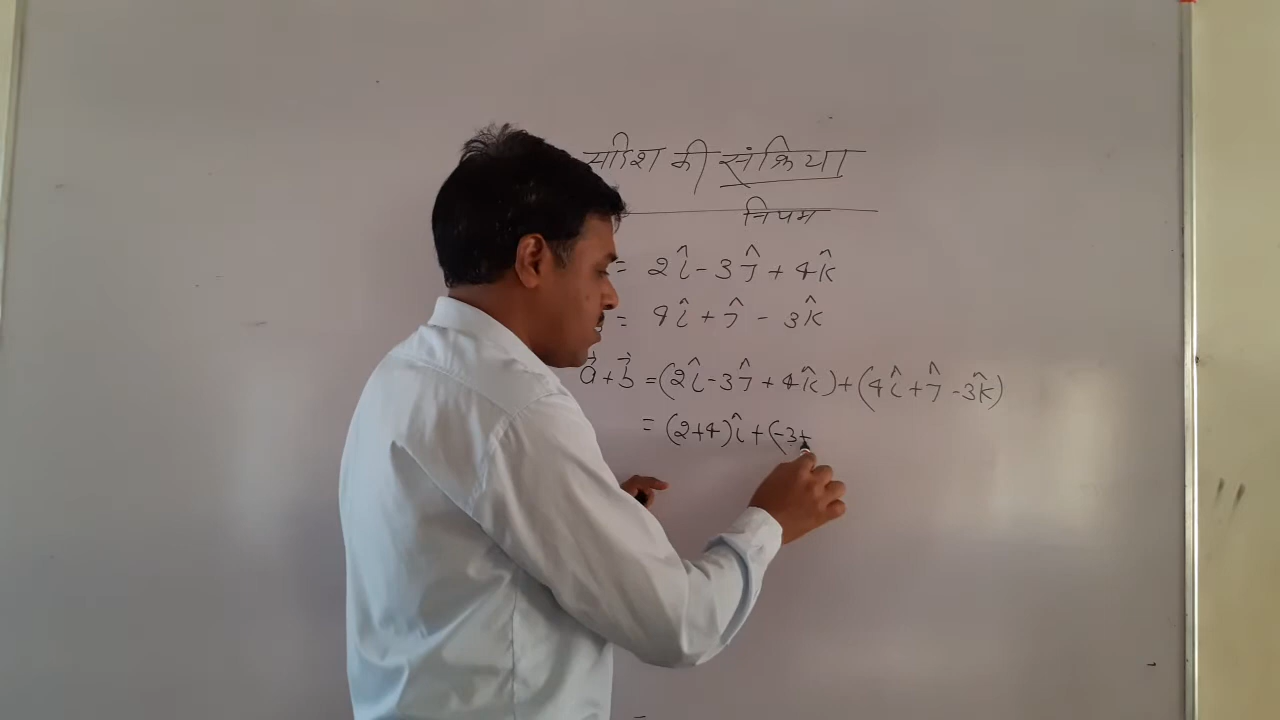 सदिश की संक्रिया
नियम
= 2î - 3ĵ + 4k̂
= 4î + ĵ - 3k̂
a⃗ + b⃗ = (2î - 3ĵ + 4k̂) + (4î + ĵ - 3k̂)
= (2+4)î + (-3+